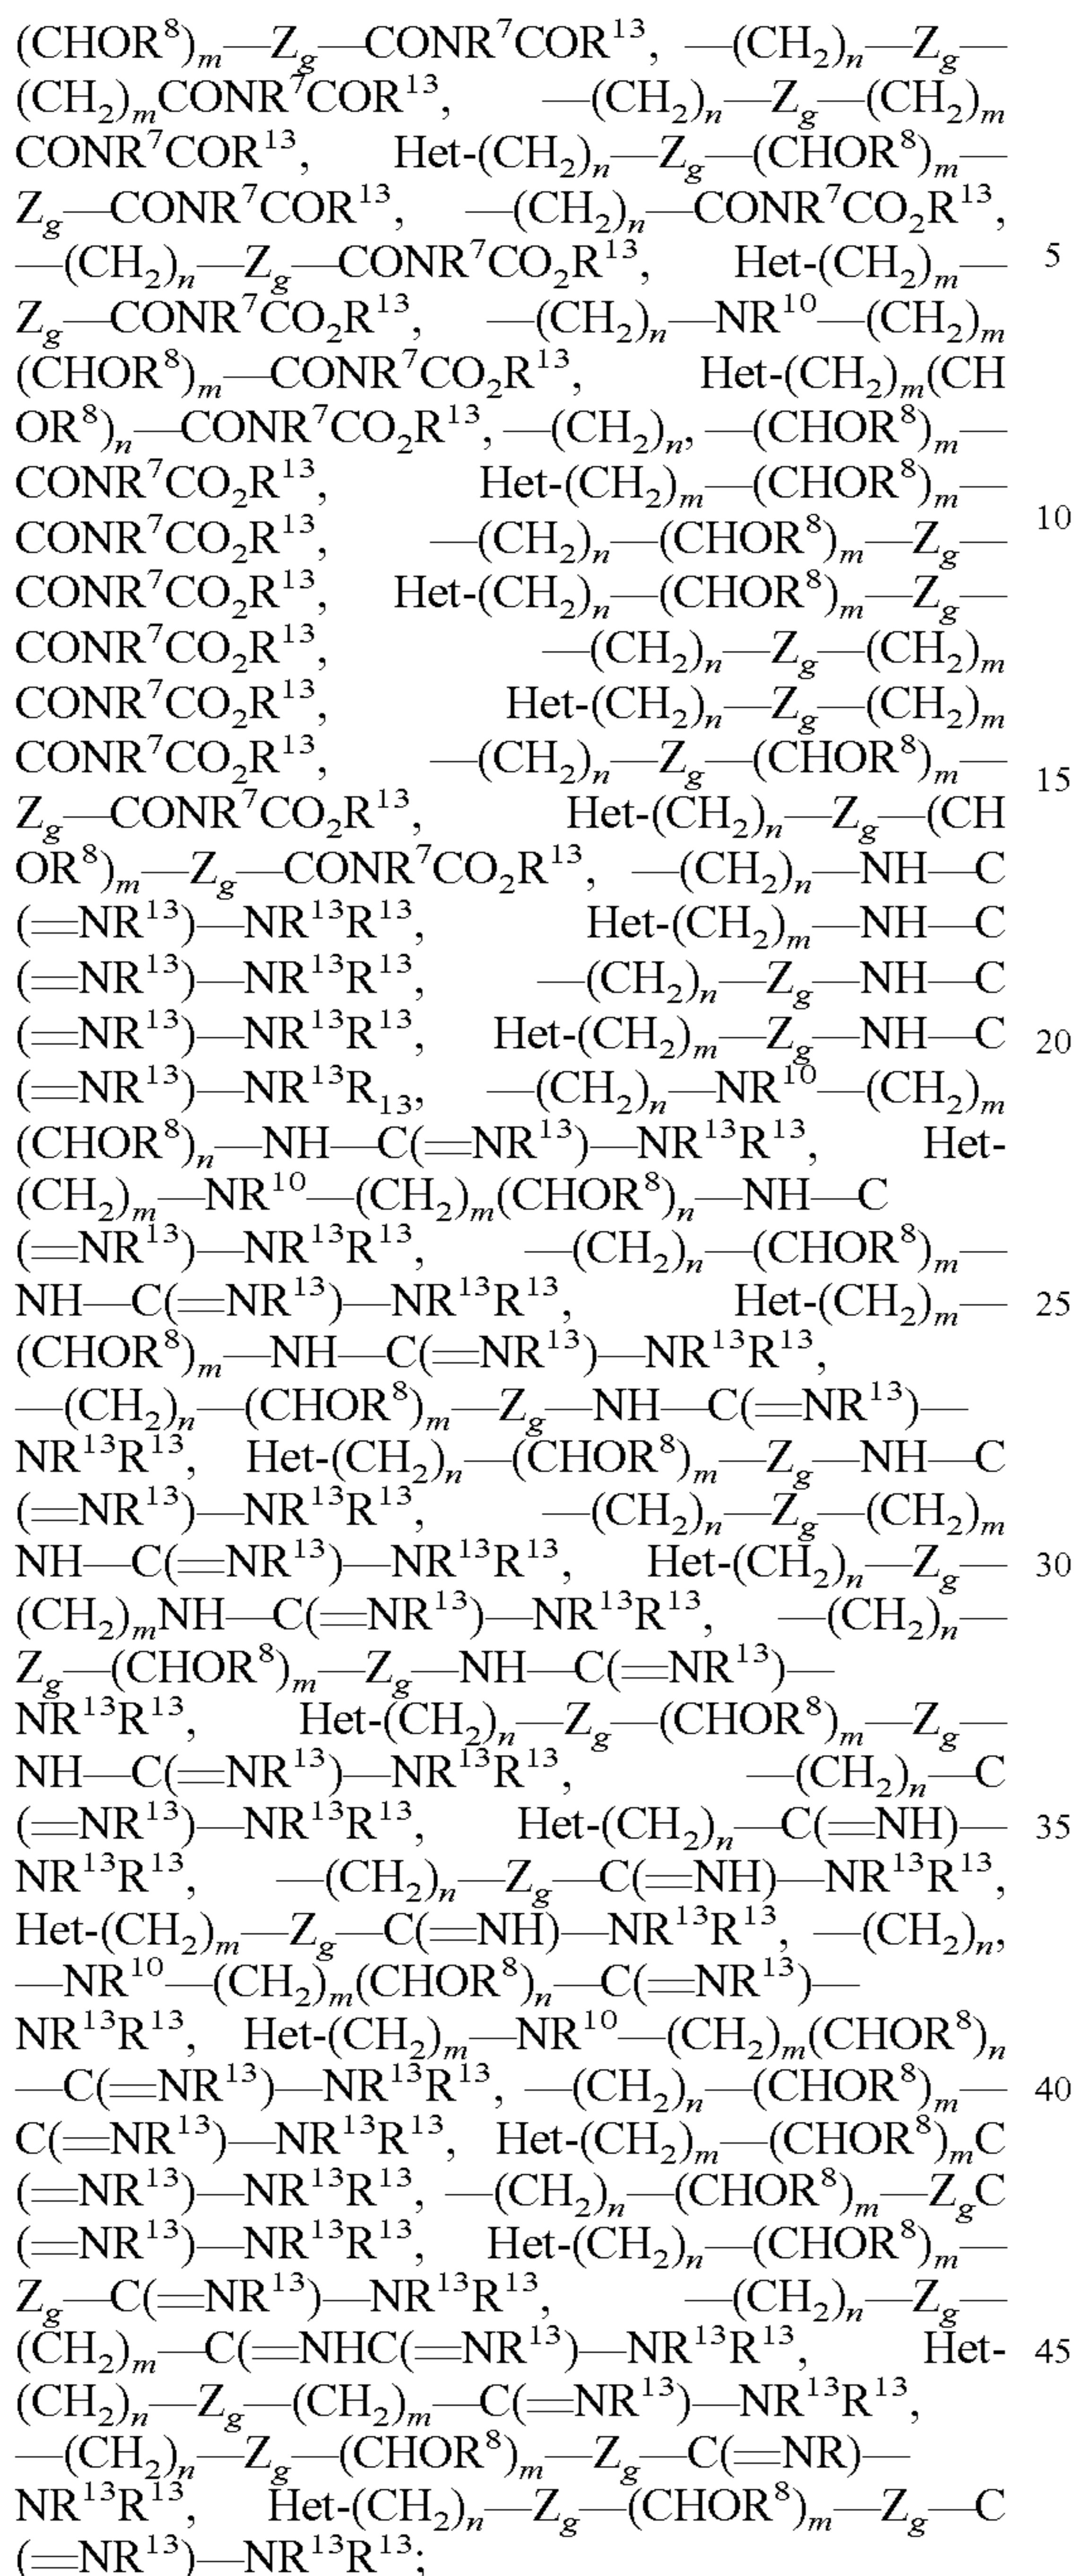 (CHOR⁸)ₘ—Z_g—CONR⁷COR¹³, —(CH₂)ₙ—Z_g—
(CH₂)ₘCONR⁷COR¹³, —(CH₂)ₙ—Z_g—(CH₂)ₘ
CONR⁷COR¹³, Het-(CH₂)ₙ—Z_g—(CHOR⁸)ₘ—
Z_g—CONR⁷COR¹³, —(CH₂)ₙ—CONR⁷CO₂R¹³,
—(CH₂)ₙ—Z_g—CONR⁷CO₂R¹³, Het-(CH₂)ₘ— 5
Z_g—CONR⁷CO₂R¹³, —(CH₂)ₙ—NR¹⁰—(CH₂)ₘ
(CHOR⁸)ₘ—CONR⁷CO₂R¹³, Het-(CH₂)ₘ(CH
OR⁸)ₙ—CONR⁷CO₂R¹³, —(CH₂)ₙ, —(CHOR⁸)ₘ—
CONR⁷CO₂R¹³, Het-(CH₂)ₘ—(CHOR⁸)ₘ—
CONR⁷CO₂R¹³, —(CH₂)ₙ—(CHOR⁸)ₘ—Z_g— 10
CONR⁷CO₂R¹³, Het-(CH₂)ₙ—(CHOR⁸)ₘ—Z_g—
CONR⁷CO₂R¹³, —(CH₂)ₙ—Z_g—(CH₂)ₘ
CONR⁷CO₂R¹³, Het-(CH₂)ₙ—Z_g—(CH₂)ₘ
CONR⁷CO₂R¹³, —(CH₂)ₙ—Z_g—(CHOR⁸)ₘ— 15
Z_g—CONR⁷CO₂R¹³, Het-(CH₂)ₙ—Z_g—(CH
OR⁸)ₘ—Z_g—CONR⁷CO₂R¹³, —(CH₂)ₙ—NH—C
(=NR¹³)—NR¹³R¹³, Het-(CH₂)ₘ—NH—C
(=NR¹³)—NR¹³R¹³, —(CH₂)ₙ—Z_g—NH—C
(=NR¹³)—NR¹³R¹³, Het-(CH₂)ₘ—Z_g—NH—C 20
(=NR¹³)—NR¹³R₁₃, —(CH₂)ₙ—NR¹⁰—(CH₂)ₘ
(CHOR⁸)ₙ—NH—C(=NR¹³)—NR¹³R¹³, Het-
(CH₂)ₘ—NR¹⁰—(CH₂)ₘ(CHOR⁸)ₙ—NH—C
(=NR¹³)—NR¹³R¹³, —(CH₂)ₙ—(CHOR⁸)ₘ—
NH—C(=NR¹³)—NR¹³R¹³, Het-(CH₂)ₘ— 25
(CHOR⁸)ₘ—NH—C(=NR¹³)—NR¹³R¹³,
—(CH₂)ₙ—(CHOR⁸)ₘ—Z_g—NH—C(=NR¹³)—
NR¹³R¹³, Het-(CH₂)ₙ—(CHOR⁸)ₘ—Z_g—NH—C
(=NR¹³)—NR¹³R¹³, —(CH₂)ₙ—Z_g—(CH₂)ₘ
NH—C(=NR¹³)—NR¹³R¹³, Het-(CH₂)ₙ—Z_g— 30
(CH₂)ₘNH—C(=NR¹³)—NR¹³R¹³, —(CH₂)ₙ—
Z_g—(CHOR⁸)ₘ—Z_g—NH—C(=NR¹³)—
NR¹³R¹³, Het-(CH₂)ₙ—Z_g—(CHOR⁸)ₘ—Z_g—
NH—C(=NR¹³)—NR¹³R¹³, —(CH₂)ₙ—C
(=NR¹³)—NR¹³R¹³, Het-(CH₂)ₙ—C(=NH)— 35
NR¹³R¹³, —(CH₂)ₙ—Z_g—C(=NH)—NR¹³R¹³,
Het-(CH₂)ₘ—Z_g—C(=NH)—NR¹³R¹³, —(CH₂)ₙ,
—NR¹⁰—(CH₂)ₘ(CHOR⁸)ₙ—C(=NR¹³)—
NR¹³R¹³, Het-(CH₂)ₘ—NR¹⁰—(CH₂)ₘ(CHOR⁸)ₙ
—C(=NR¹³)—NR¹³R¹³, —(CH₂)ₙ—(CHOR⁸)ₘ— 40
C(=NR¹³)—NR¹³R¹³, Het-(CH₂)ₘ—(CHOR⁸)ₘC
(=NR¹³)—NR¹³R¹³, —(CH₂)ₙ—(CHOR⁸)ₘ—Z_gC
(=NR¹³)—NR¹³R¹³, Het-(CH₂)ₙ—(CHOR⁸)ₘ—
Z_g—C(=NR¹³)—NR¹³R¹³, —(CH₂)ₙ—Z_g—
(CH₂)ₘ—C(=NHC(=NR¹³)—NR¹³R¹³, Het- 45
(CH₂)ₙ—Z_g—(CH₂)ₘ—C(=NR¹³)—NR¹³R¹³,
—(CH₂)ₙ—Z_g—(CHOR⁸)ₘ—Z_g—C(=NR)—
NR¹³R¹³, Het-(CH₂)ₙ—Z_g—(CHOR⁸)ₘ—Z_g—C
(=NR¹³)—NR¹³R¹³;